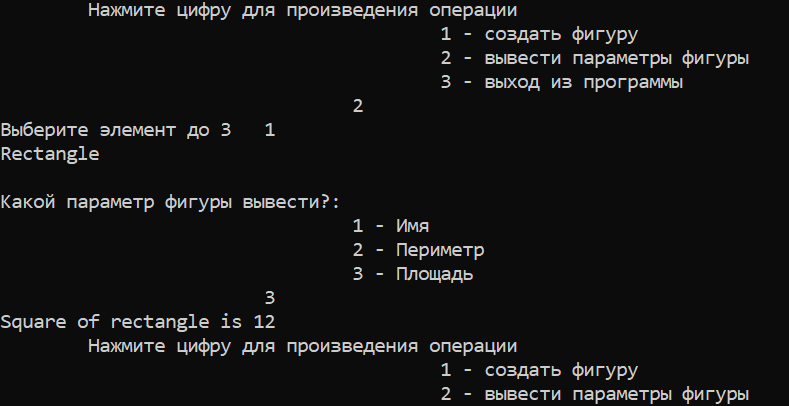 Нажмите цифру для произведения операции
1 - создать фигуру
2 - вывести параметры фигуры
3 - выход из программы
2
Выберите элемент до 3   1
Rectangle
Какой параметр фигуры вывести?:
1 - Имя
2 - Периметр
3 - Площадь
3
Square of rectangle is 12
Нажмите цифру для произведения операции
1 - создать фигуру
2 - вывести параметры фигуры